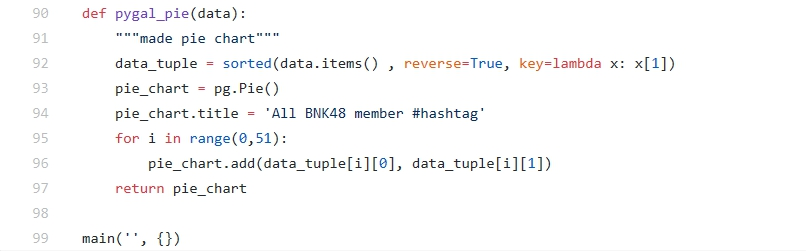 90 def pygal_pie(data):
91     """made pie chart"""
92     data_tuple = sorted(data.items() , reverse=True, key=lambda x: x[1])
93     pie_chart = pg.Pie()
94     pie_chart.title = 'All BNK48 member #hashtag'
95     for i in range(0,51):
96         pie_chart.add(data_tuple[i][0], data_tuple[i][1])
97     return pie_chart
98
99 main('', {})